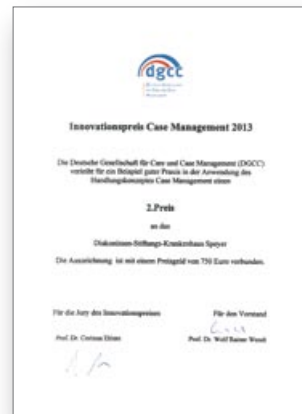 dgcc
Innovationspreis Case Management 2013
Die Deutsche Gesellschaft für Care und Case Management (DGCC)
verleiht für ein Beispiel guter Praxis in der Anwendung des
Handlungskonzeptes Case Management einen
2.Preis
an das
Diakonissen-Stiftungs-Krankenhaus Speyer
Die Auszeichnung ist mit einem Preisgeld von 750 Euro verbunden.
Für die Jury des Innovationspreises
Für den Vorstand
Prof. Dr. Corinna
Prof. Dr. Wolf Rainer Wendt